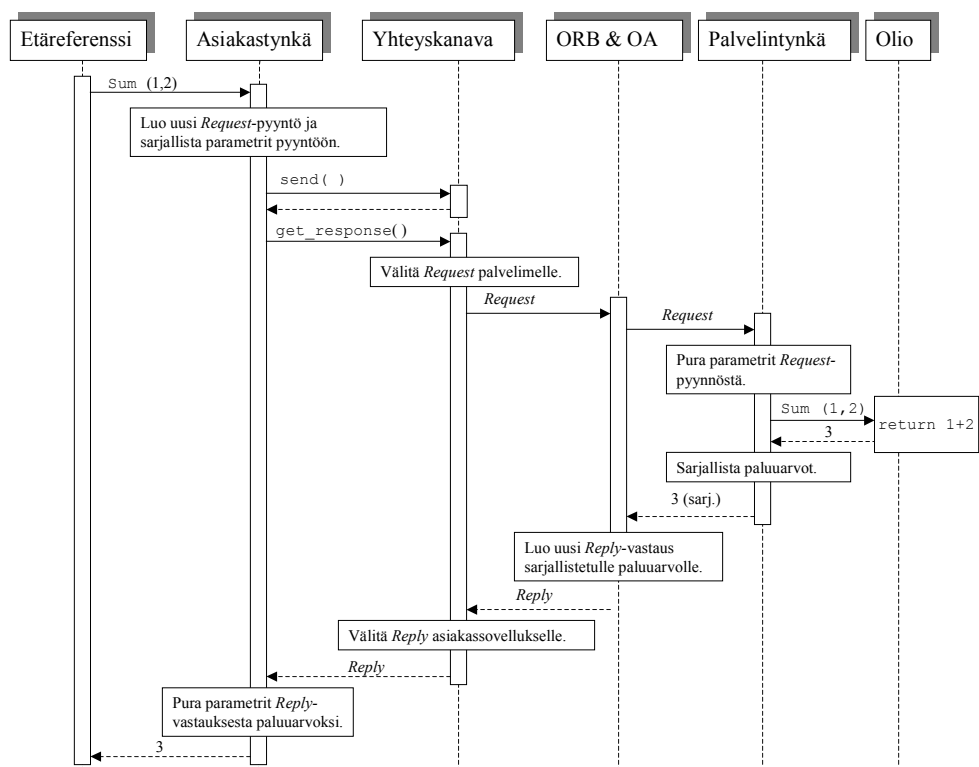 Etäreferenssi
Asiakastynkä
Yhteyskanava
ORB & OA
Palvelintynkä
Olio
Sum (1,2)
Luo uusi Request-pyyntö ja
sarjallista parametrit pyyntöön.
send( )
get_response( )
Välitä Request palvelimelle.
Request
Request
Pura parametrit Request-
pyynnöstä.
Sum (1,2)
return 1+2
3
Sarjallista paluuarvot.
3 (sarj.)
Luo uusi Reply-vastaus
sarjallistetulle paluuarvolle.
Reply
Välitä Reply asiakassovellukselle.
Reply
Pura parametrit Reply-
vastauksesta paluuarvoksi.
3